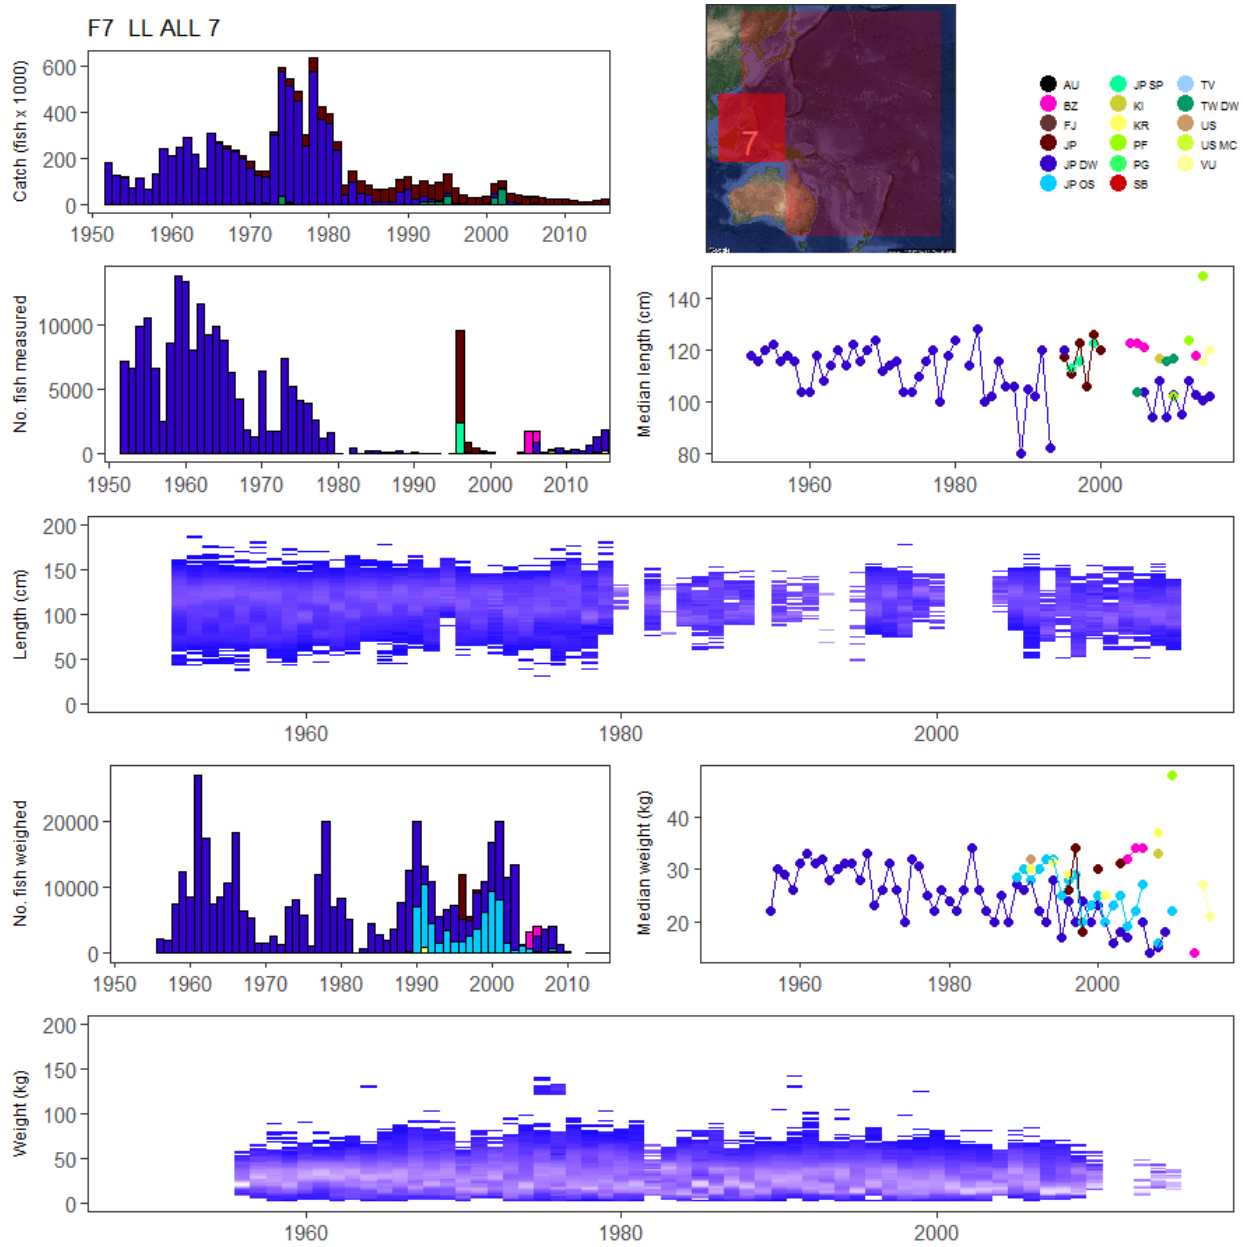 F7 LL ALL 7
Catch (fish x 1000)
600
400
200
0
1950 1960 1970 1980 1990 2000 2010
7
AU
BZ
FJ
JP
JP DW
JP OS
JP SP
KI
KR
PF
PG
SB
TV
TW DW
US
US MC
VU
No. fish measured
10000
5000
0
1950 1960 1970 1980 1990 2000 2010
Median length (cm)
140
120
100
80
1960 1980 2000
Length (cm)
200
150
100
50
0
1960 1980 2000
No. fish weighed
20000
10000
0
1950 1960 1970 1980 1990 2000 2010
Median weight (kg)
40
30
20
1960 1980 2000
Weight (kg)
200
150
100
50
0
1960 1980 2000